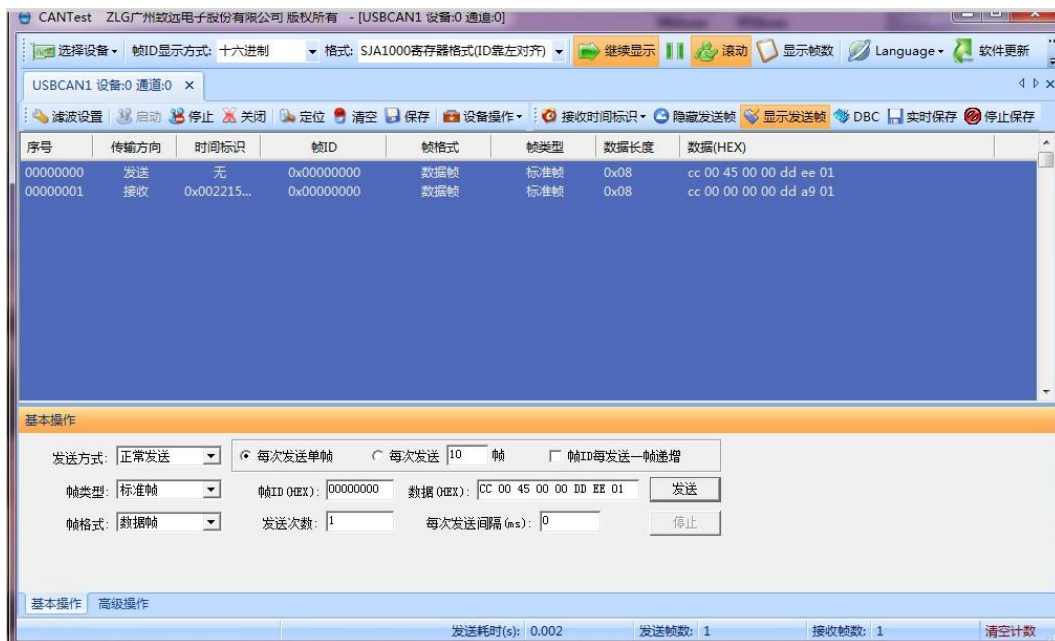 CANTest ZLG广州致远电子股份有限公司 版权所有 - [USBCAN1 设备:0 通道:0]
选择设备 帧ID显示方式: 十六进制 格式: SJA1000寄存器格式(ID靠左对齐) 继续显示 滚动 显示帧数 Language 软件更新
USBCAN1 设备:0 通道:0
滤波设置 启动 停止 关闭 定位 清空 保存 设备操作 接收时间标识 隐藏发送帧 显示发送帧 DBC 实时保存 停止保存
序号 传输方向 时间标识 帧ID 帧格式 帧类型 数据长度 数据(HEX)
00000000 发送 无 0x00000000 数据帧 标准帧 0x08 cc 00 45 00 00 dd ee 01
00000001 接收 0x002215... 0x00000000 数据帧 标准帧 0x08 cc 00 00 00 00 dd a9 01
基本操作
发送方式: 正常发送 每次发送单帧 每次发送 10 帧 帧ID每发送一帧递增
帧类型: 标准帧 帧ID(HEX): 00000000 数据(HEX): CC 00 45 00 00 DD EE 01 发送
帧格式: 数据帧 发送次数: 1 每次发送间隔(ms): 0 停止
基本操作 高级操作
发送耗时(s): 0.002 发送帧数: 1 接收帧数: 1 清空计数